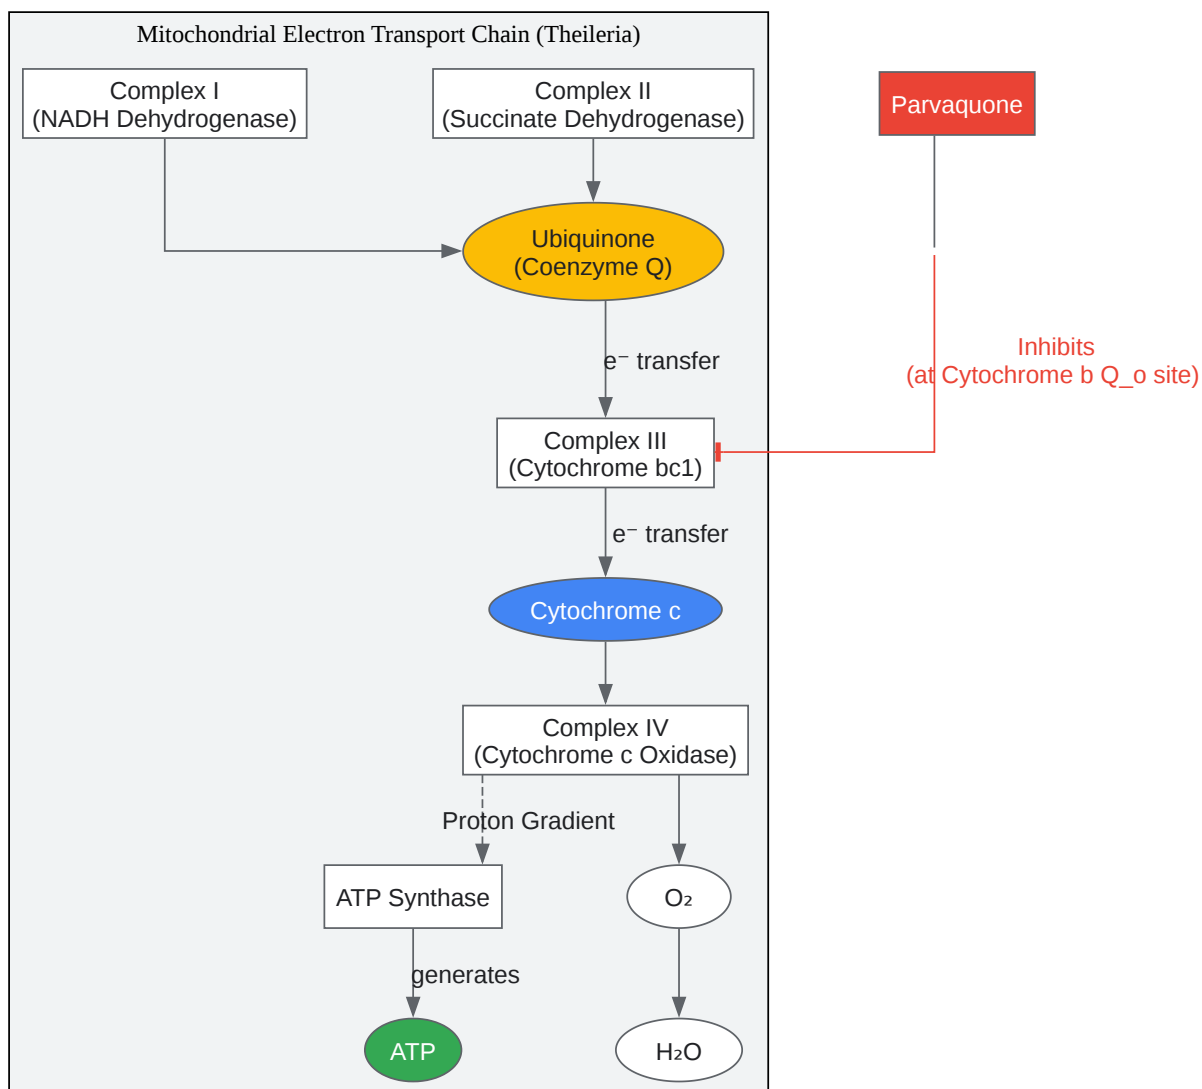 Mitochondrial Electron Transport Chain (Theileria)
Complex I
(NADH Dehydrogenase)
Complex II
(Succinate Dehydrogenase)
Parvaquone
Ubiquinone
(Coenzyme Q)
e⁻ transfer
Inhibits
(at Cytochrome b Q_o site)
Complex III
(Cytochrome bc1)
e⁻ transfer
Cytochrome c
Complex IV
(Cytochrome c Oxidase)
Proton Gradient
ATP Synthase
O₂
generates
ATP
H₂O